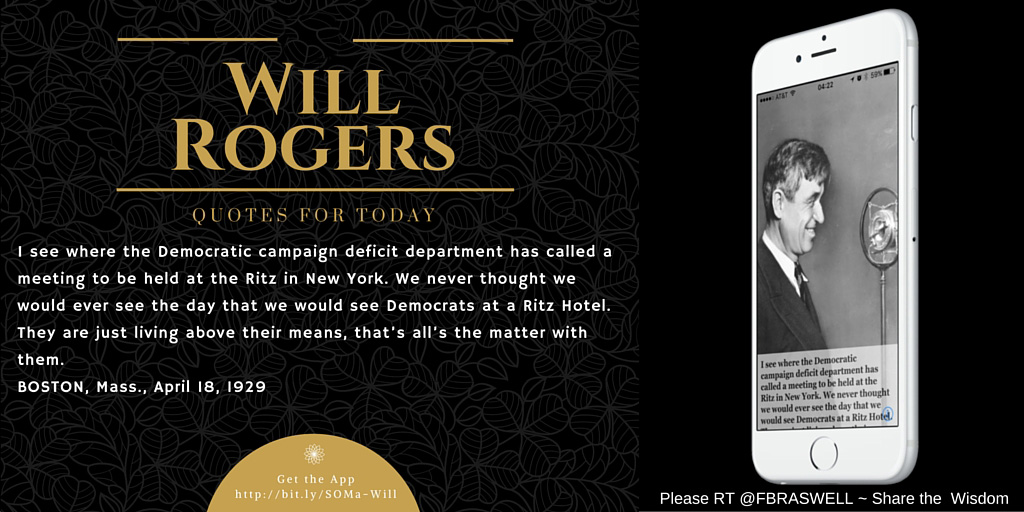 WILL
ROGERS
QUOTES FOR TODAY
I see where the Democratic campaign deficit department has called a
meeting to be held at the Ritz in New York. We never thought we
would ever see the day that we would see Democrats at a Ritz Hotel.
They are just living above their means, that's all's the matter with
them.
BOSTON, Mass., April 18, 1929
Get the App
http://bit.ly/SOMa-Will
AT&T 04:22 59%
I see where the Democratic
campaign deficit department has
called a meeting to be held at the
Ritz in New York. We never thought
we would ever see the day that we
would see Democrats at a Ritz Hotel.
Please RT @FBRASWELL ~ Share the Wisdom